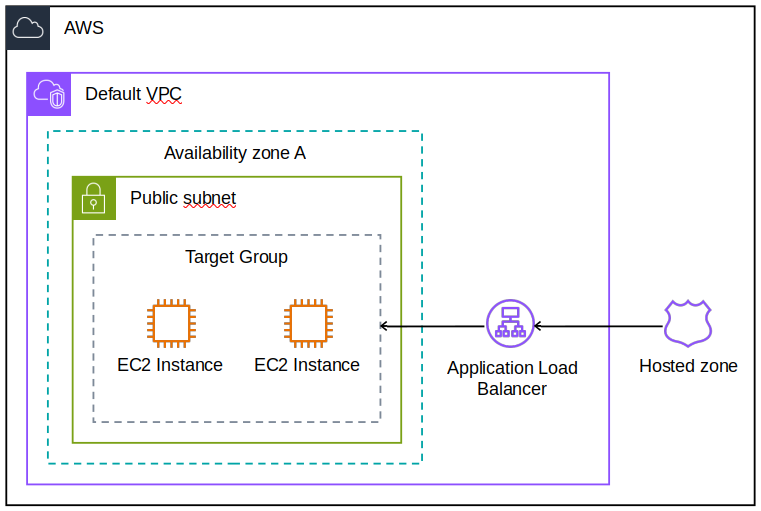 AWS
Default VPC
Availability zone A
Public subnet
Target Group
EC2 Instance
EC2 Instance
Application Load
Balancer
Hosted zone